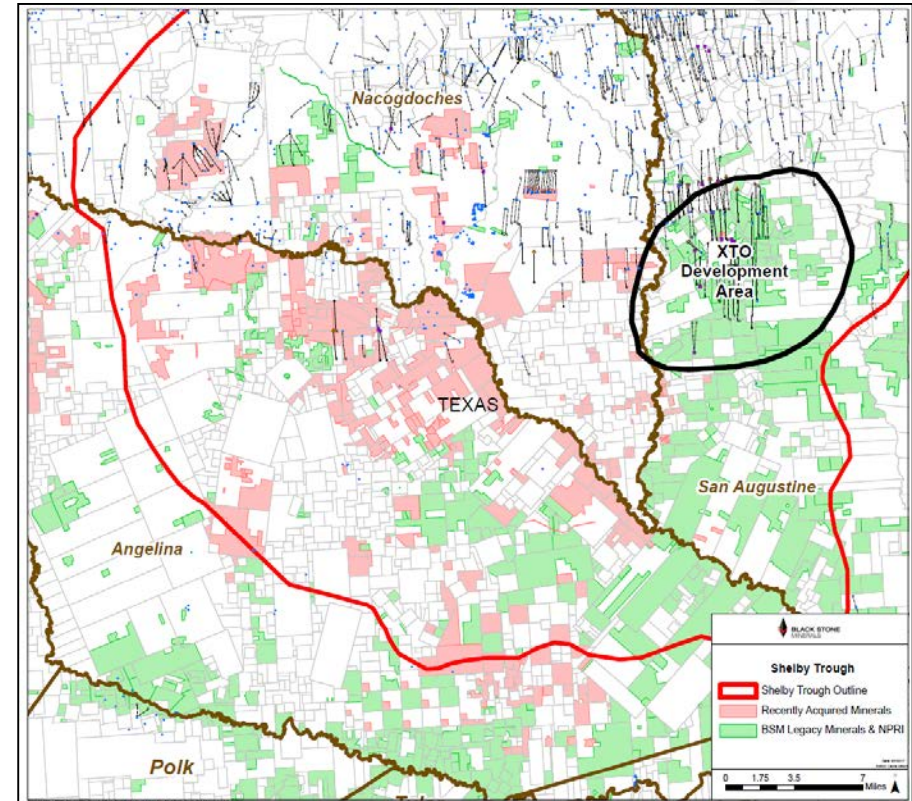 Nacogdoches
XTO
Development
Area
TEXAS
San Augustine
Angelina
Polk
BLACK STONE
MINERALS
Shelby Trough
Shelby Trough Outline
Recently Acquired Minerals
BSM Legacy Minerals & NPRI
0 1.75 3.5 7
Miles